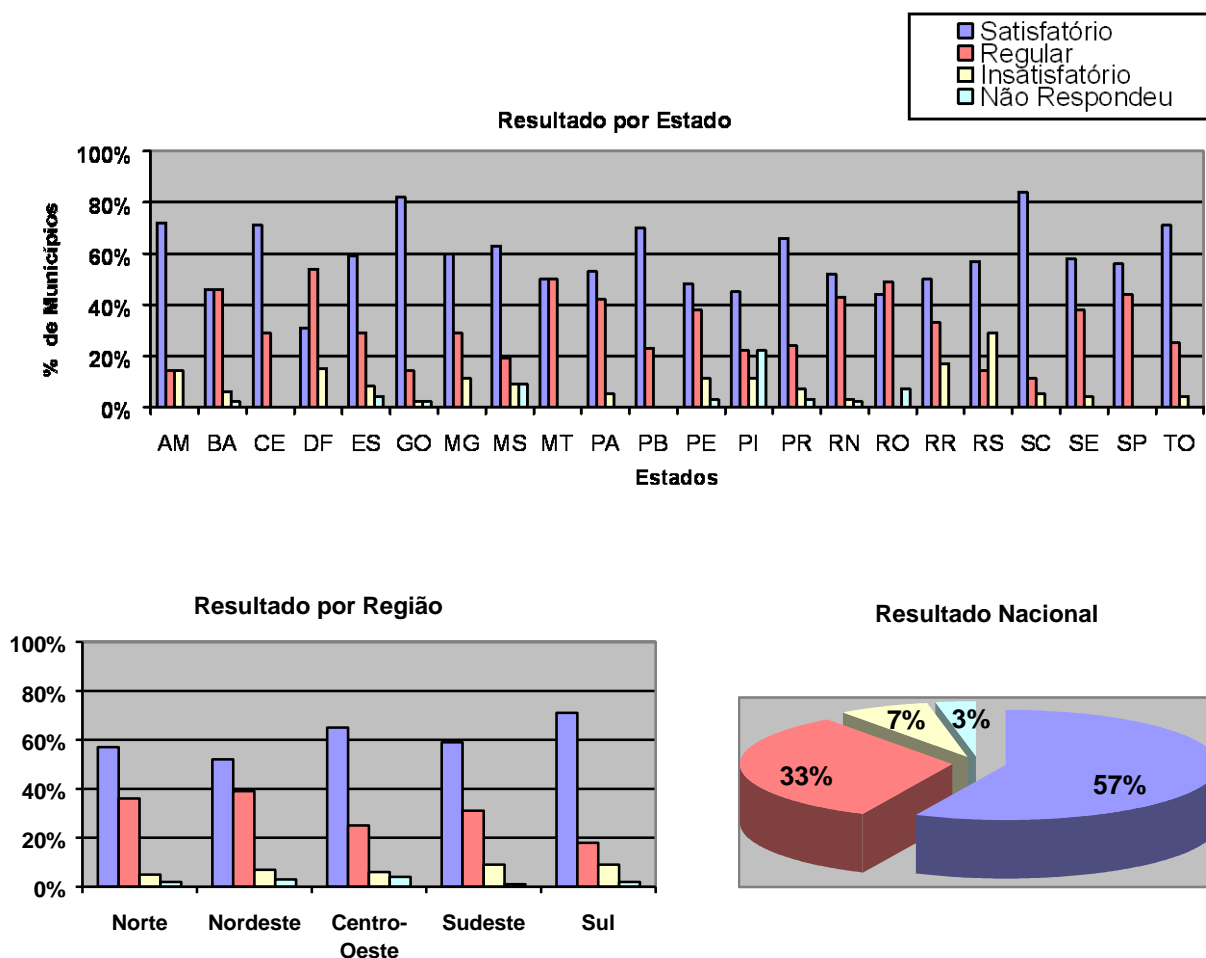 Satisfatório
Regular
Insatisfatório
Não Respondeu
Resultado por Estado
100%
80%
60%
40%
20%
0%
% de Municípios
AM BA CE DF ES GO MG MS MT PA PB PE PI PR RN RO RR RS SC SE SP TO
Estados
Resultado por Região
100%
80%
60%
40%
20%
0%
Norte Nordeste Centro-Oeste Sudeste Sul
Resultado Nacional
7% 3%
33% 57%